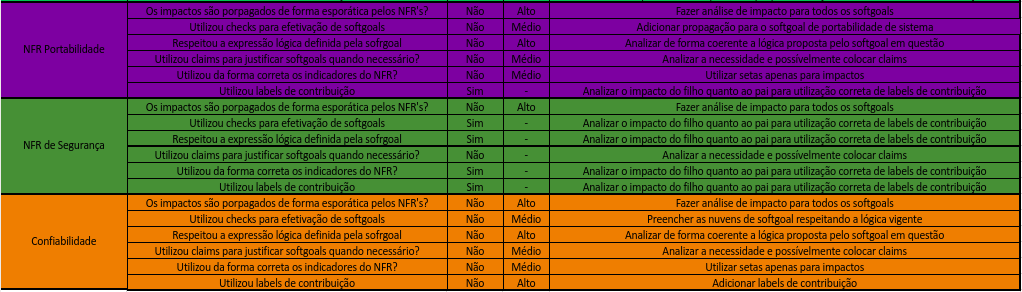 Os impactos são porpagados de forma esporática pelos NFR's? Não Alto Fazer análise de impacto para todos os softgoals
Utilizou checks para efetivação de softgoals Não Médio Adicionar propagação para o softgoal de portabilidade de sistema
Respeitou a expressão lógica definida pela sofrgoal Não Alto Analizar de forma coerente a lógica proposta pelo softgoal em questão
NFR Portabilidade
Utilizou claims para justificar softgoals quando necessário? Não Médio Analizar a necessidade e possívelmente colocar claims
Utilizou da forma correta os indicadores do NFR? Não Médio Utilizar setas apenas para impactos
Utilizou labels de contribuição Sim - Analizar o impacto do filho quanto ao pai para utilização correta de labels de contribuição
Os impactos são porpagados de forma esporática pelos NFR's? Não Alto Fazer análise de impacto para todos os softgoals
Utilizou checks para efetivação de softgoals Sim - Analizar o impacto do filho quanto ao pai para utilização correta de labels de contribuição
Respeitou a expressão lógica definida pela sofrgoal Sim - Analizar o impacto do filho quanto ao pai para utilização correta de labels de contribuição
NFR de Segurança
Utilizou claims para justificar softgoals quando necessário? Não - Analizar a necessidade e possívelmente colocar claims
Utilizou da forma correta os indicadores do NFR? Sim - Analizar o impacto do filho quanto ao pai para utilização correta de labels de contribuição
Utilizou labels de contribuição Sim - Analizar o impacto do filho quanto ao pai para utilização correta de labels de contribuição
Os impactos são porpagados de forma esporática pelos NFR's? Não Alto Fazer análise de impacto para todos os softgoals
Utilizou checks para efetivação de softgoals Não Médio Preencher as nuvens de softgoal respeitando a lógica vigente
Respeitou a expressão lógica definida pela sofrgoal Não Alto Analizar de forma coerente a lógica proposta pelo softgoal em questão
Confiabilidade
Utilizou claims para justificar softgoals quando necessário? Não Médio Analizar a necessidade e possívelmente colocar claims
Utilizou da forma correta os indicadores do NFR? Não Médio Utilizar setas apenas para impactos
Utilizou labels de contribuição Não Alto Adicionar labels de contribuição